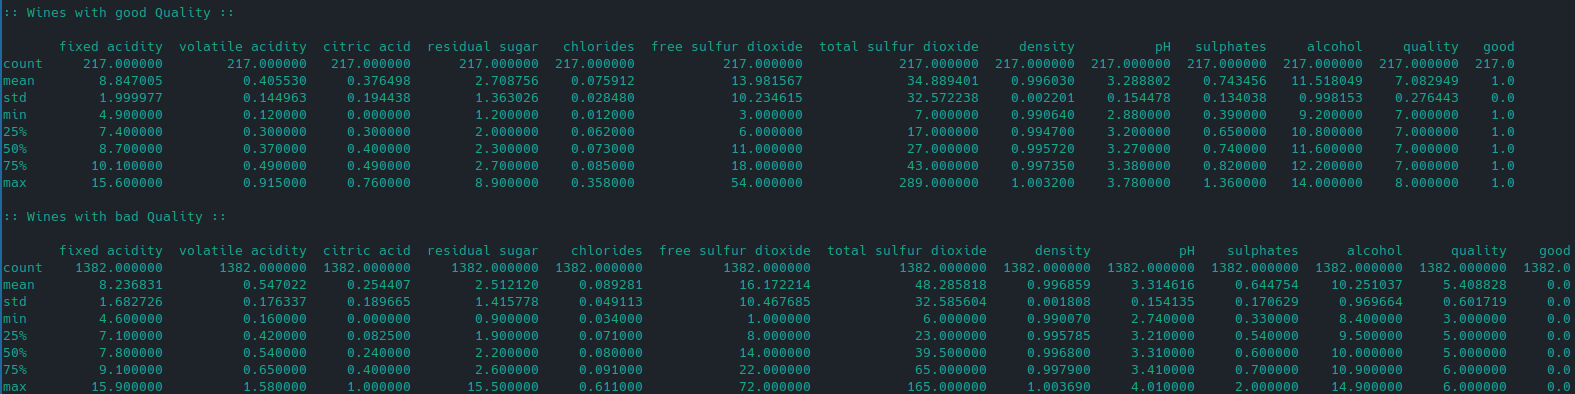 :: Wines with good Quality ::
fixed acidity volatile acidity citric acid residual sugar chlorides free sulfur dioxide total sulfur dioxide density pH sulphates alcohol quality good
count 217.000000 217.000000 217.000000 217.000000 217.000000 217.000000 217.000000 217.000000 217.000000 217.000000 217.000000 217.000000 217.0
mean 8.847005 0.405530 0.376498 2.708756 0.075912 13.981567 34.889401 0.996030 3.288802 0.743456 11.518049 7.082949 1.0
std 1.999977 0.144963 0.194438 1.363026 0.028480 10.234615 32.572238 0.002201 0.154478 0.134038 0.998153 0.276443 0.0
min 4.900000 0.120000 0.000000 1.200000 0.012000 3.000000 7.000000 0.990640 2.880000 0.390000 9.200000 7.000000 1.0
25% 7.400000 0.300000 0.300000 2.000000 0.062000 6.000000 17.000000 0.994700 3.200000 0.650000 10.800000 7.000000 1.0
50% 8.700000 0.370000 0.400000 2.300000 0.073000 11.000000 27.000000 0.995720 3.270000 0.740000 11.600000 7.000000 1.0
75% 10.100000 0.490000 0.490000 2.700000 0.085000 18.000000 43.000000 0.997350 3.380000 0.820000 12.200000 7.000000 1.0
max 15.600000 0.915000 0.760000 8.900000 0.358000 54.000000 289.000000 1.003200 3.780000 1.360000 14.000000 8.000000 1.0
:: Wines with bad Quality ::
fixed acidity volatile acidity citric acid residual sugar chlorides free sulfur dioxide total sulfur dioxide density pH sulphates alcohol quality good
count 1382.000000 1382.000000 1382.000000 1382.000000 1382.000000 1382.000000 1382.000000 1382.000000 1382.000000 1382.000000 1382.000000 1382.000000 1382.0
mean 8.236831 0.547022 0.254407 2.512120 0.089281 16.172214 48.285818 0.996859 3.314616 0.644754 10.251037 5.408828 0.0
std 1.682726 0.176337 0.189665 1.415778 0.049113 10.467685 32.585604 0.001808 0.154135 0.170629 0.969664 0.601719 0.0
min 4.600000 0.160000 0.000000 0.900000 0.034000 1.000000 6.000000 0.990070 2.740000 0.330000 8.400000 3.000000 0.0
25% 7.100000 0.420000 0.082500 1.900000 0.071000 8.000000 23.000000 0.995785 3.210000 0.540000 9.500000 5.000000 0.0
50% 7.800000 0.540000 0.240000 2.200000 0.080000 14.000000 39.500000 0.996800 3.310000 0.600000 10.000000 5.000000 0.0
75% 9.100000 0.650000 0.400000 2.600000 0.091000 22.000000 65.000000 0.997900 3.410000 0.700000 10.900000 6.000000 0.0
max 15.900000 1.580000 1.000000 15.500000 0.611000 72.000000 165.000000 1.003690 4.010000 2.000000 14.900000 6.000000 0.0